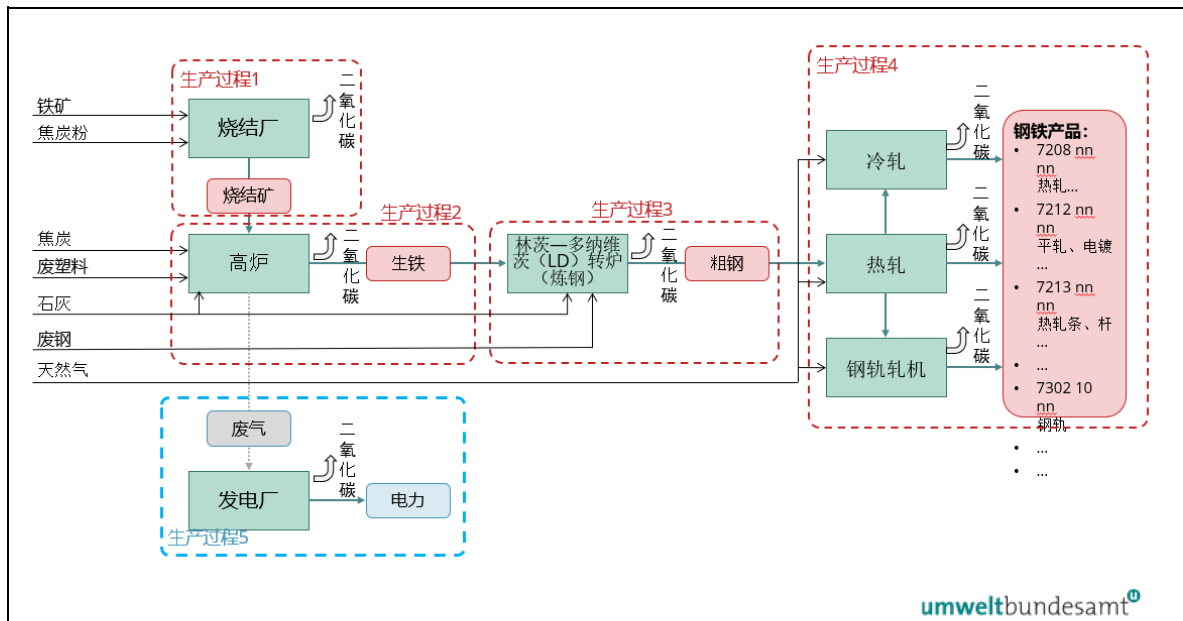 生产过程1
铁矿
焦炭粉
烧结厂
二氧化碳
烧结矿
生产过程2
焦炭
废塑料
石灰
废钢
天然气
高炉
二氧化碳
生铁
生产过程3
林茨—多纳维
茨（LD）转炉
（炼钢）
二氧化碳
粗钢
生产过程4
冷轧
二氧化碳
热轧
二氧化碳
钢轨轧机
二氧化碳
钢铁产品：
• 7208 nn
nn
热轧...
• 7212 nn
nn
平轧、电镀
...
• 7213 nn
nn
热轧条、杆
...
• ...
• 7302 10
nn
钢轨
• ...
• ...
废气
发电厂
二氧化碳
电力
生产过程5
umweltbundesamt
u